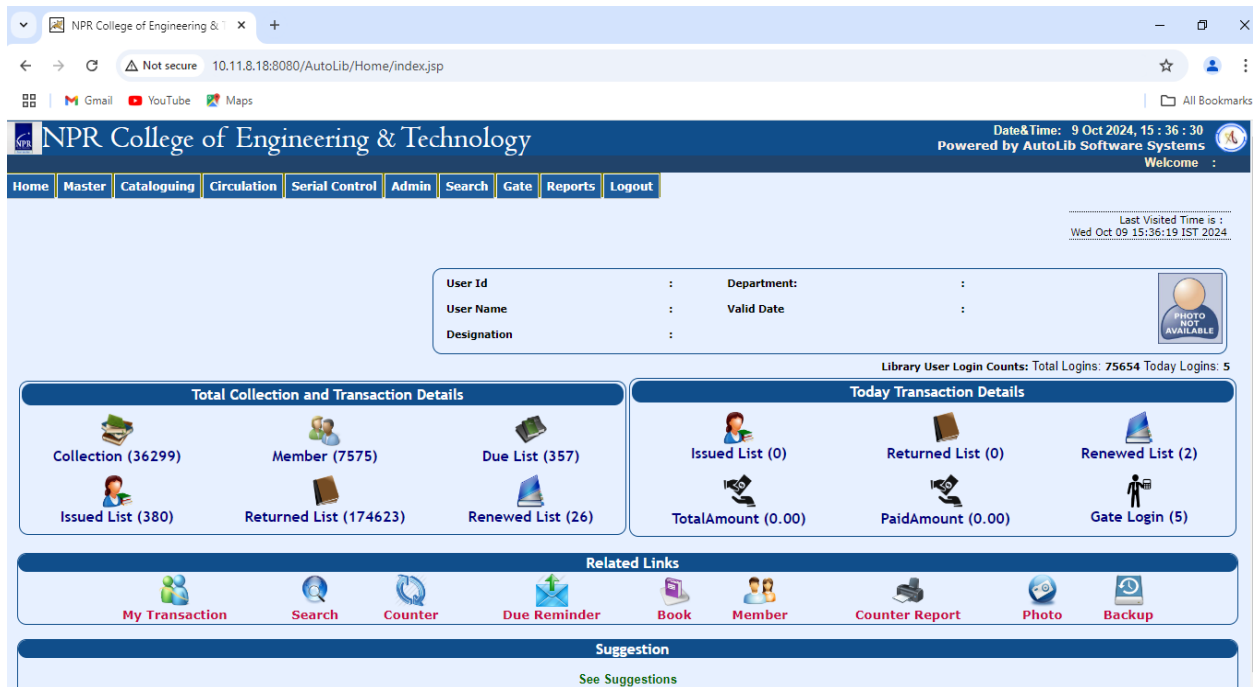 NPR College of Engineering & T
Not secure 10.11.8.18:8080/AutoLib/Home/index.jsp
Gmail YouTube Maps All Bookmarks
NPR
NPR College of Engineering & Technology
Date&Time: 9 Oct 2024, 15 : 36 : 30
Powered by AutoLib Software Systems
Welcome :
Home Master Cataloguing Circulation Serial Control Admin Search Gate Reports Logout
Last Visited Time is :
Wed Oct 09 15:36:19 IST 2024
User Id : Department: :
User Name : Valid Date :
Designation :
PHOTO
NOT
AVAILABLE
Library User Login Counts: Total Logins: 75654 Today Logins: 5
Total Collection and Transaction Details
Collection (36299) Member (7575) Due List (357)
Issued List (380) Returned List (174623) Renewed List (26)
Today Transaction Details
Issued List (0) Returned List (0) Renewed List (2)
TotalAmount (0.00) PaidAmount (0.00) Gate Login (5)
Related Links
My Transaction Search Counter Due Reminder Book Member Counter Report Photo Backup
Suggestion
See Suggestions